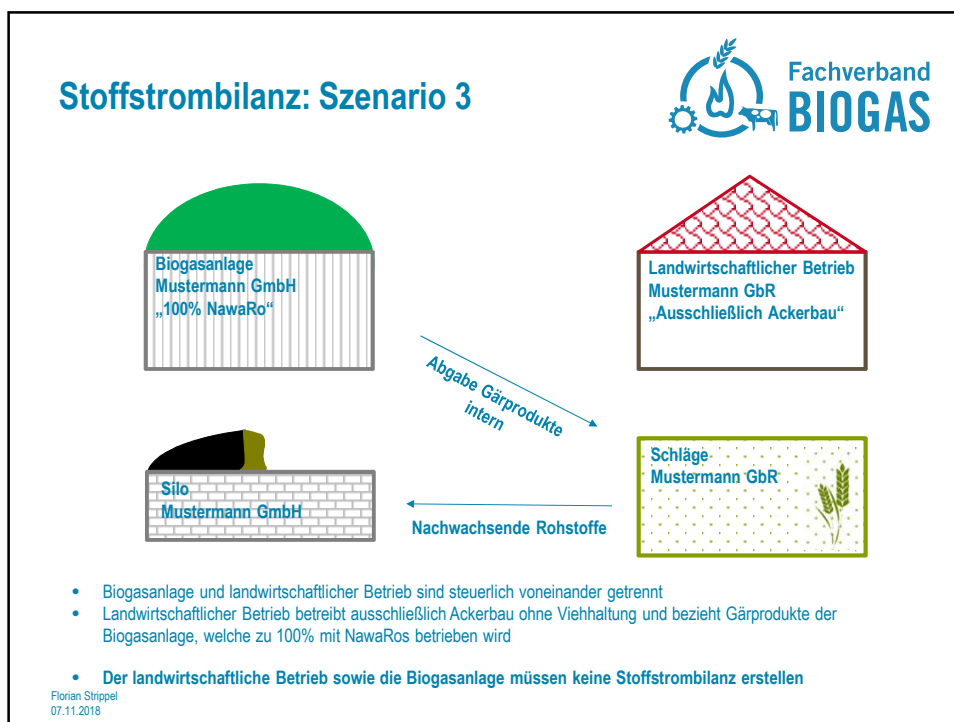 Stoffstrombilanz: Szenario 3
Fachverband
BIOGAS
Biogasanlage
Mustermann GmbH
„100% NawaRo“
Landwirtschaftlicher Betrieb
Mustermann GbR
„Ausschließlich Ackerbau“
Abgabe Gärprodukte
intern
Silo
Mustermann GmbH
Schläge
Mustermann GbR
Nachwachsende Rohstoffe
• Biogasanlage und landwirtschaftlicher Betrieb sind steuerlich voneinander getrennt
• Landwirtschaftlicher Betrieb betreibt ausschließlich Ackerbau ohne Viehhaltung und bezieht Gärprodukte der
Biogasanlage, welche zu 100% mit NawaRos betrieben wird
• Der landwirtschaftliche Betrieb sowie die Biogasanlage müssen keine Stoffstrombilanz erstellen
Florian Strippel
07.11.2018